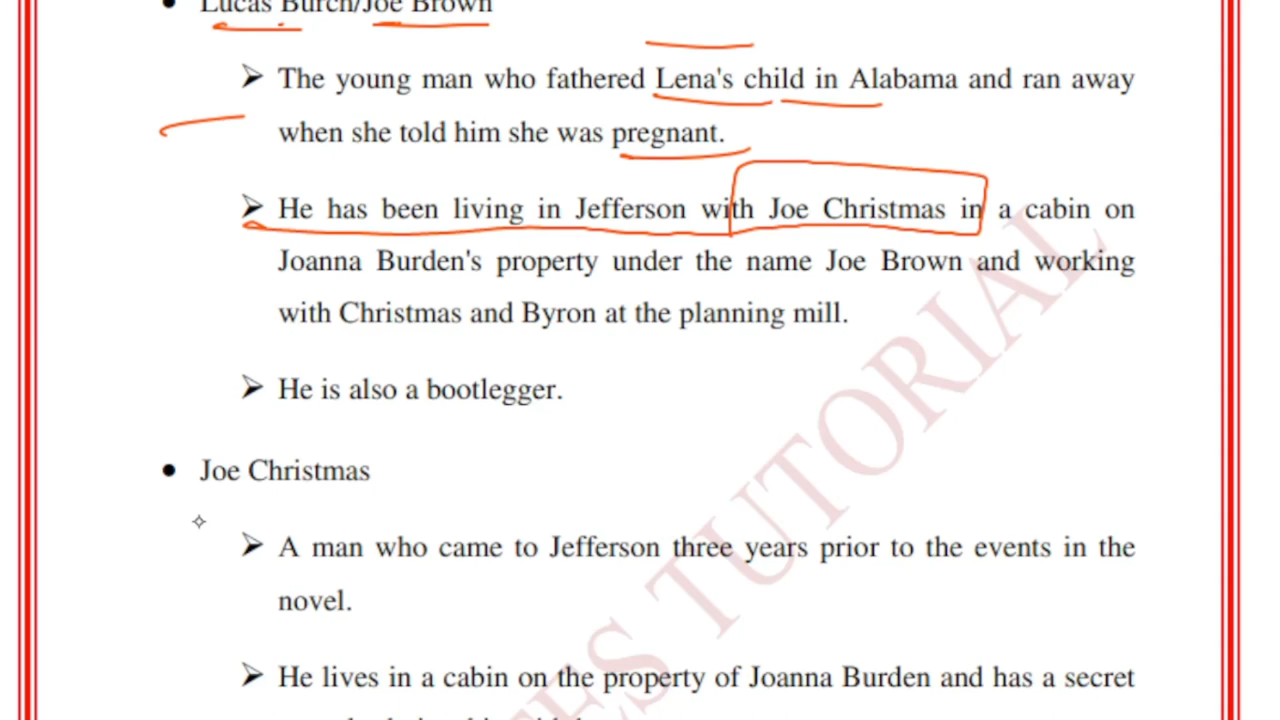 Lucas Burch/Joe Brown
The young man who fathered Lena's child in Alabama and ran away
when she told him she was pregnant.
He has been living in Jefferson with Joe Christmas in a cabin on
Joanna Burden's property under the name Joe Brown and working
with Christmas and Byron at the planning mill.
He is also a bootlegger.
Joe Christmas
A man who came to Jefferson three years prior to the events in the
novel.
He lives in a cabin on the property of Joanna Burden and has a secret
TUTORIAL